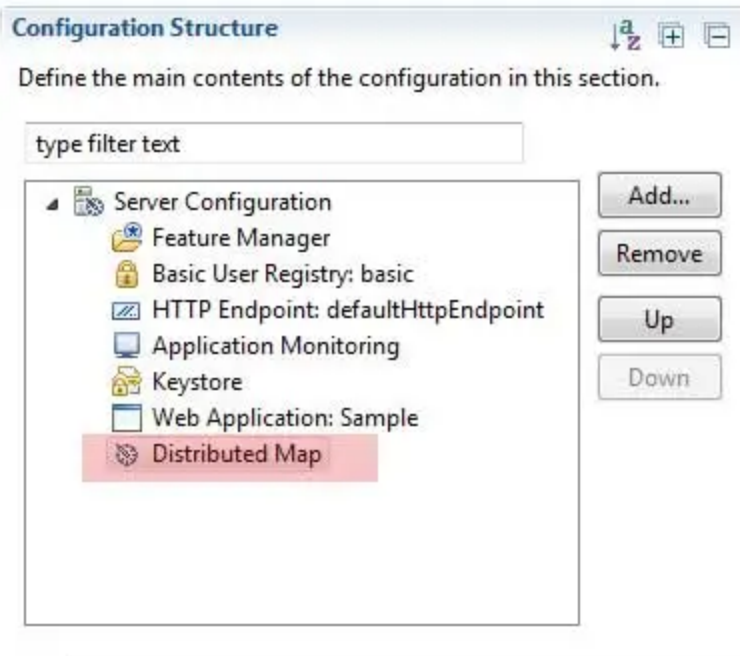 Configuration Structure
Define the main contents of the configuration in this section.
type filter text
Server Configuration
Feature Manager
Basic User Registry: basic
HTTP Endpoint: defaultHttpEndpoint
Application Monitoring
Keystore
Web Application: Sample
Distributed Map
Add...
Remove
Up
Down